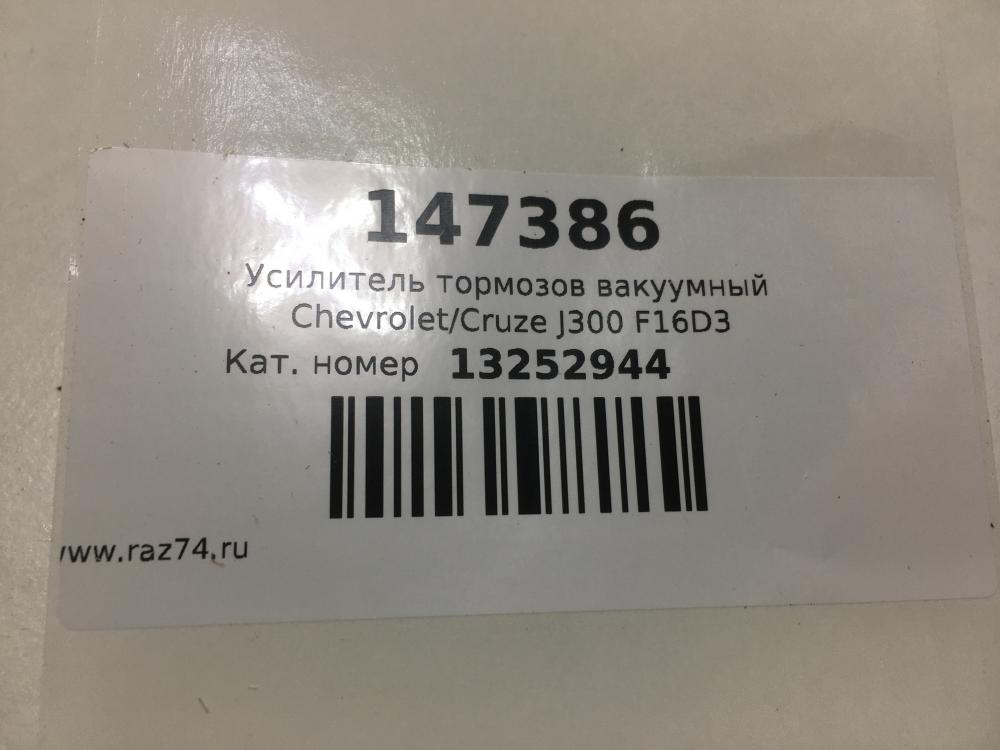 147386
Усилитель тормозов вакуумный
Chevrolet/Cruze J300 F16D3
Кат. номер 13252944
www.raz74.ru